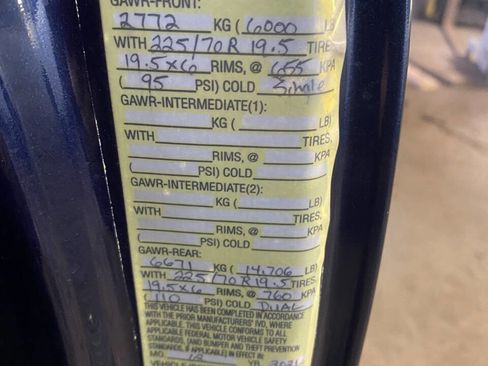 GAWR-FRONT:
2772 KG (6000 LB
WITH 225/70R 19.5 TIRES,
19.5x6 RIMS, @ 655 KPA
( 95 PSI) COLD Single
GAWR-INTERMEDIATE(1):
KG ( LB)
WITH TIRES,
RIMS, @ KPA
( PSI) COLD
GAWR-INTERMEDIATE(2):
KG ( LB)
WITH TIRES,
RIMS, @ KPA
( PSI) COLD
GAWR-REAR:
6671 KG ( 14,706 LB)
WITH 225/70R19.5 TIRES,
19.5x6 RIMS, @ 760 KPA
( 110 PSI) COLD DUAL
THIS VEHICLE HAS BEEN COMPLETED IN ACCORDANCE
WITH THE PRIOR MANUFACTURERS' IVD, WHERE
APPLICABLE. THIS VEHICLE CONFORMS TO ALL
APPLICABLE FEDERAL MOTOR VEHICLE SAFETY
STANDARDS, (AND BUMPER AND THEFT PREVENTION
STANDARDS, IF APPLICABLE) IN EFFECT IN
MO. 12 YR. 2021
VEHICLE